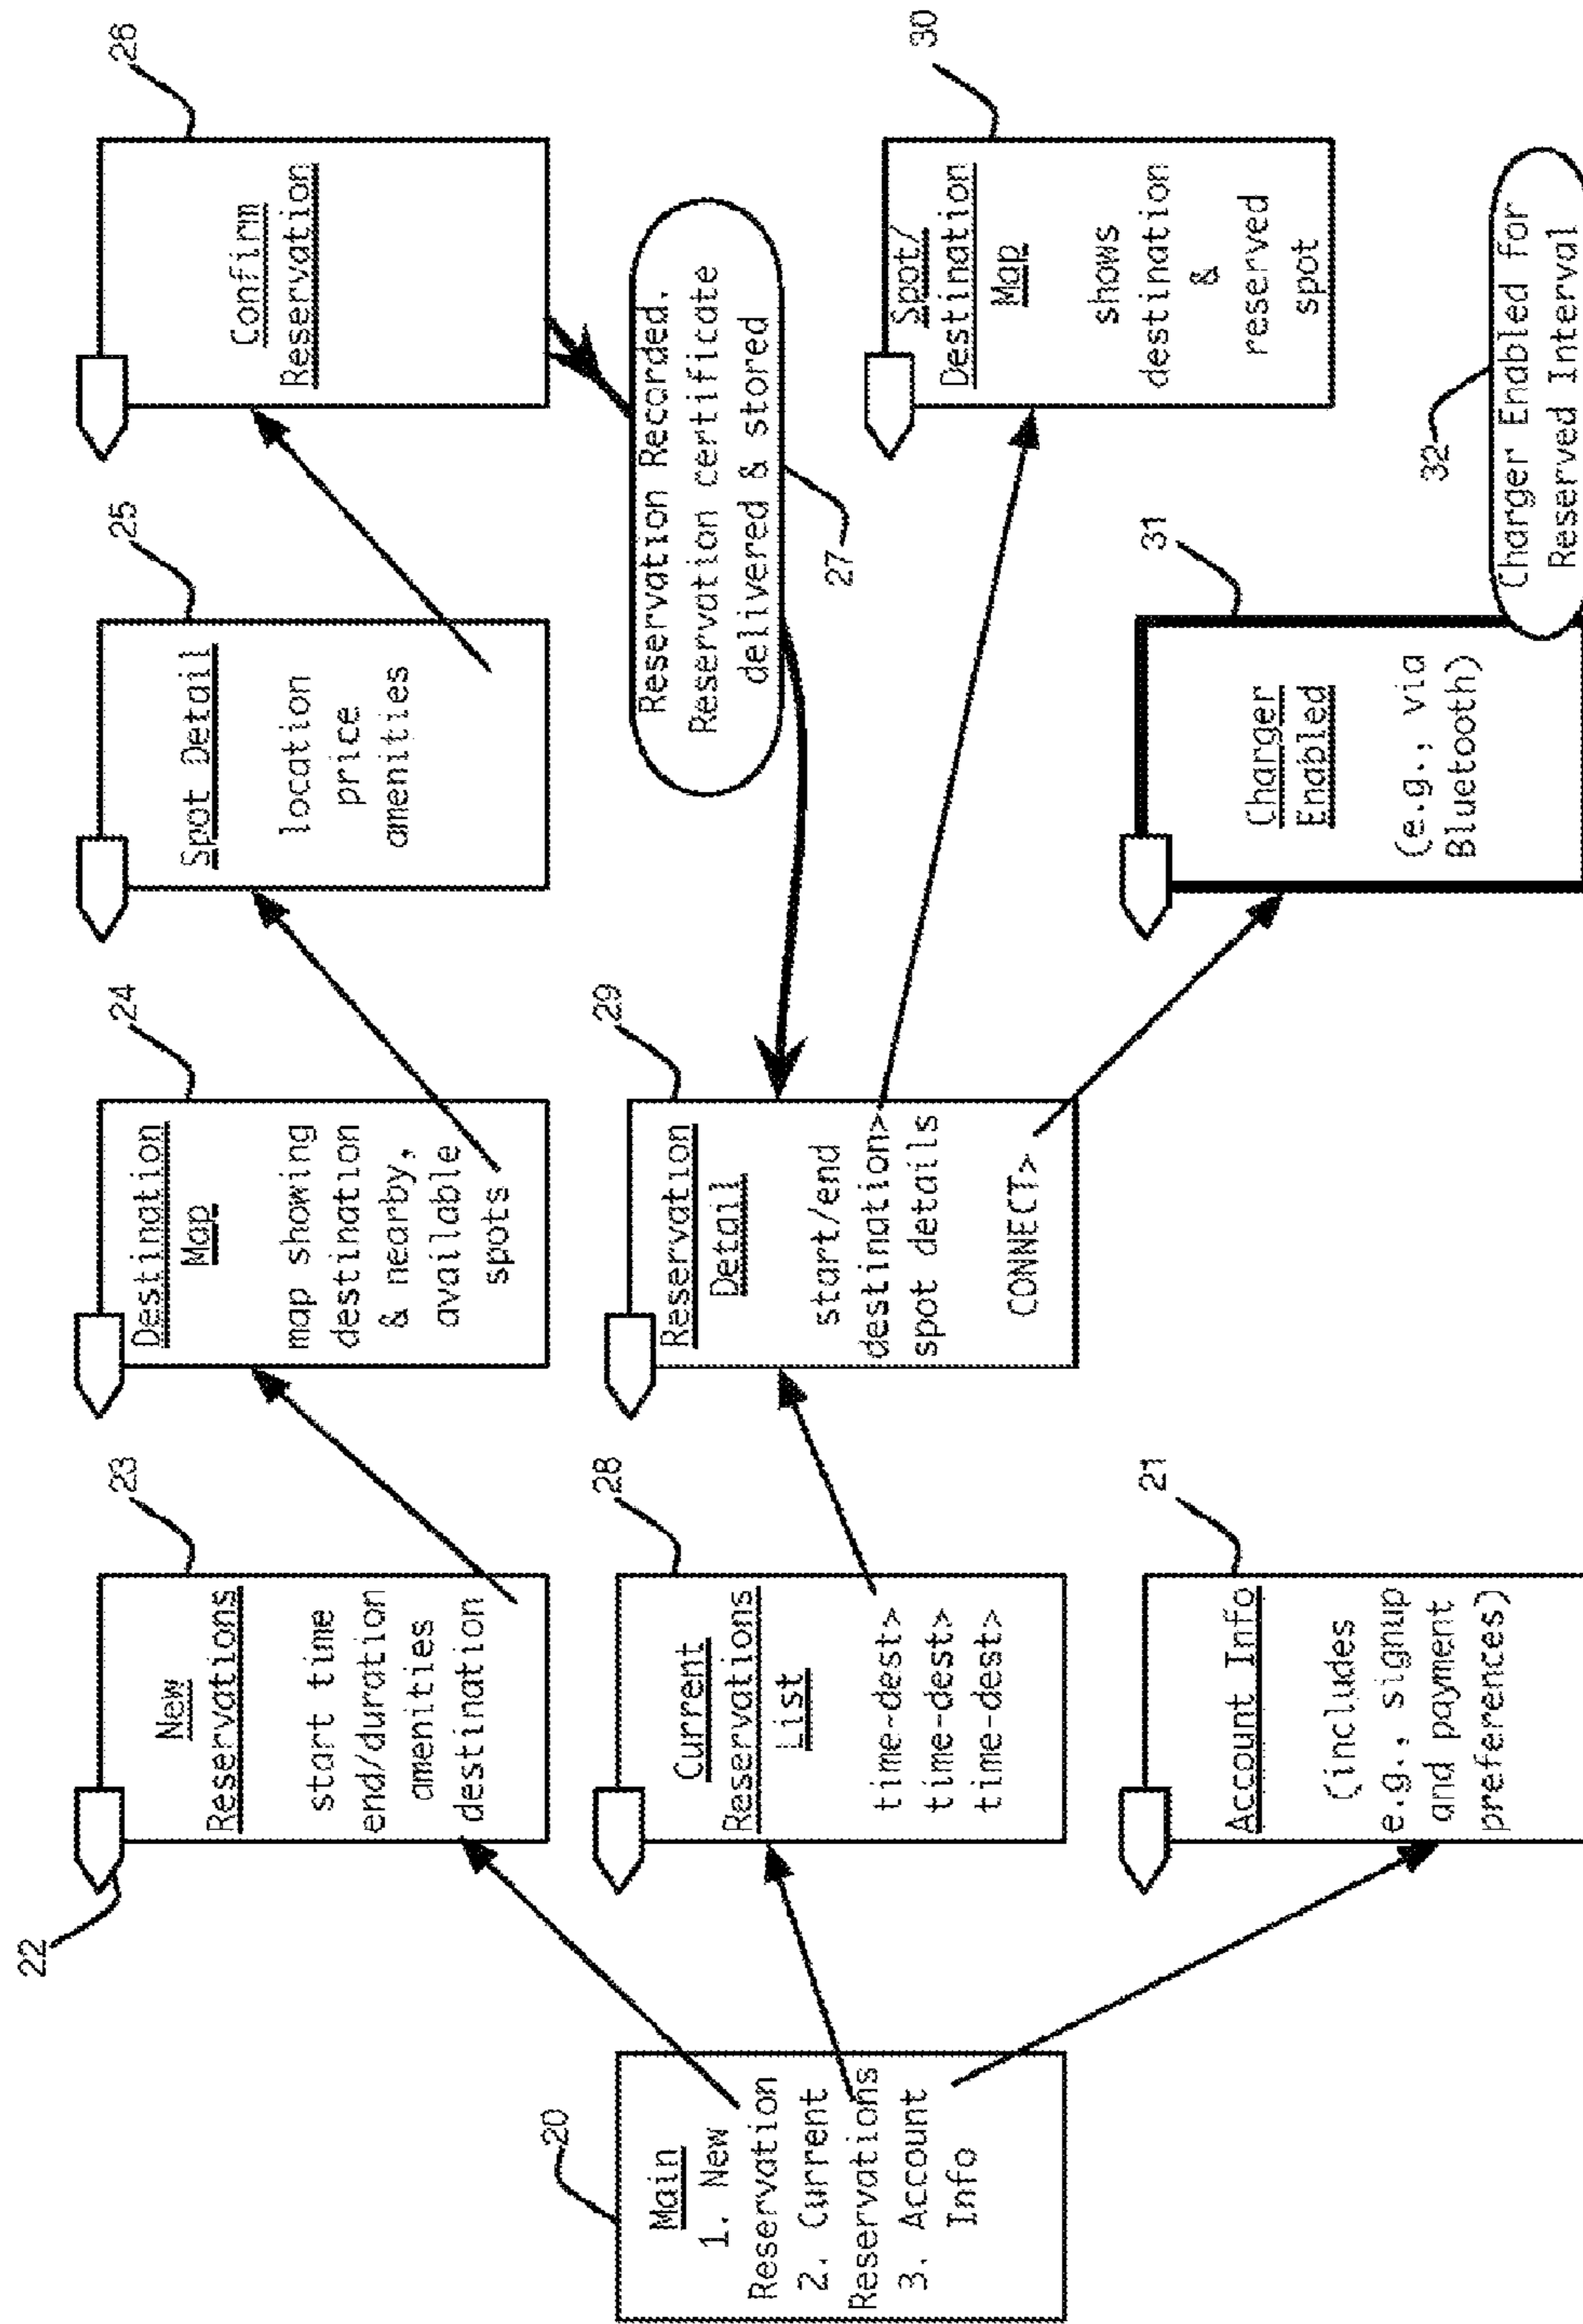 20
Main
1. New
Reservation
2. Current
Reservations
3. Account
Info
22
23
New
Reservations
start time
end/duration
amenities
destination
24
Destination
Map
map showing
destination
& nearby,
available
spots
25
Spot Detail
location
price
amenities
26
Confirm
Reservation
Reservation Recorded.
Reservation certificate
delivered & stored
27
28
Current
Reservations
List
time-dest>
time-dest>
time-dest>
29
Reservation
Detail
start/end
destination>
spot details
CONNECT>
30
Spot/
Destination
Map
shows
destination
&
reserved
spot
21
Account Info
(includes
e.g., signup
and payment
preferences)
31
Charger
Enabled
(e.g., via
Bluetooth)
32
Charger Enabled for
Reserved Interval